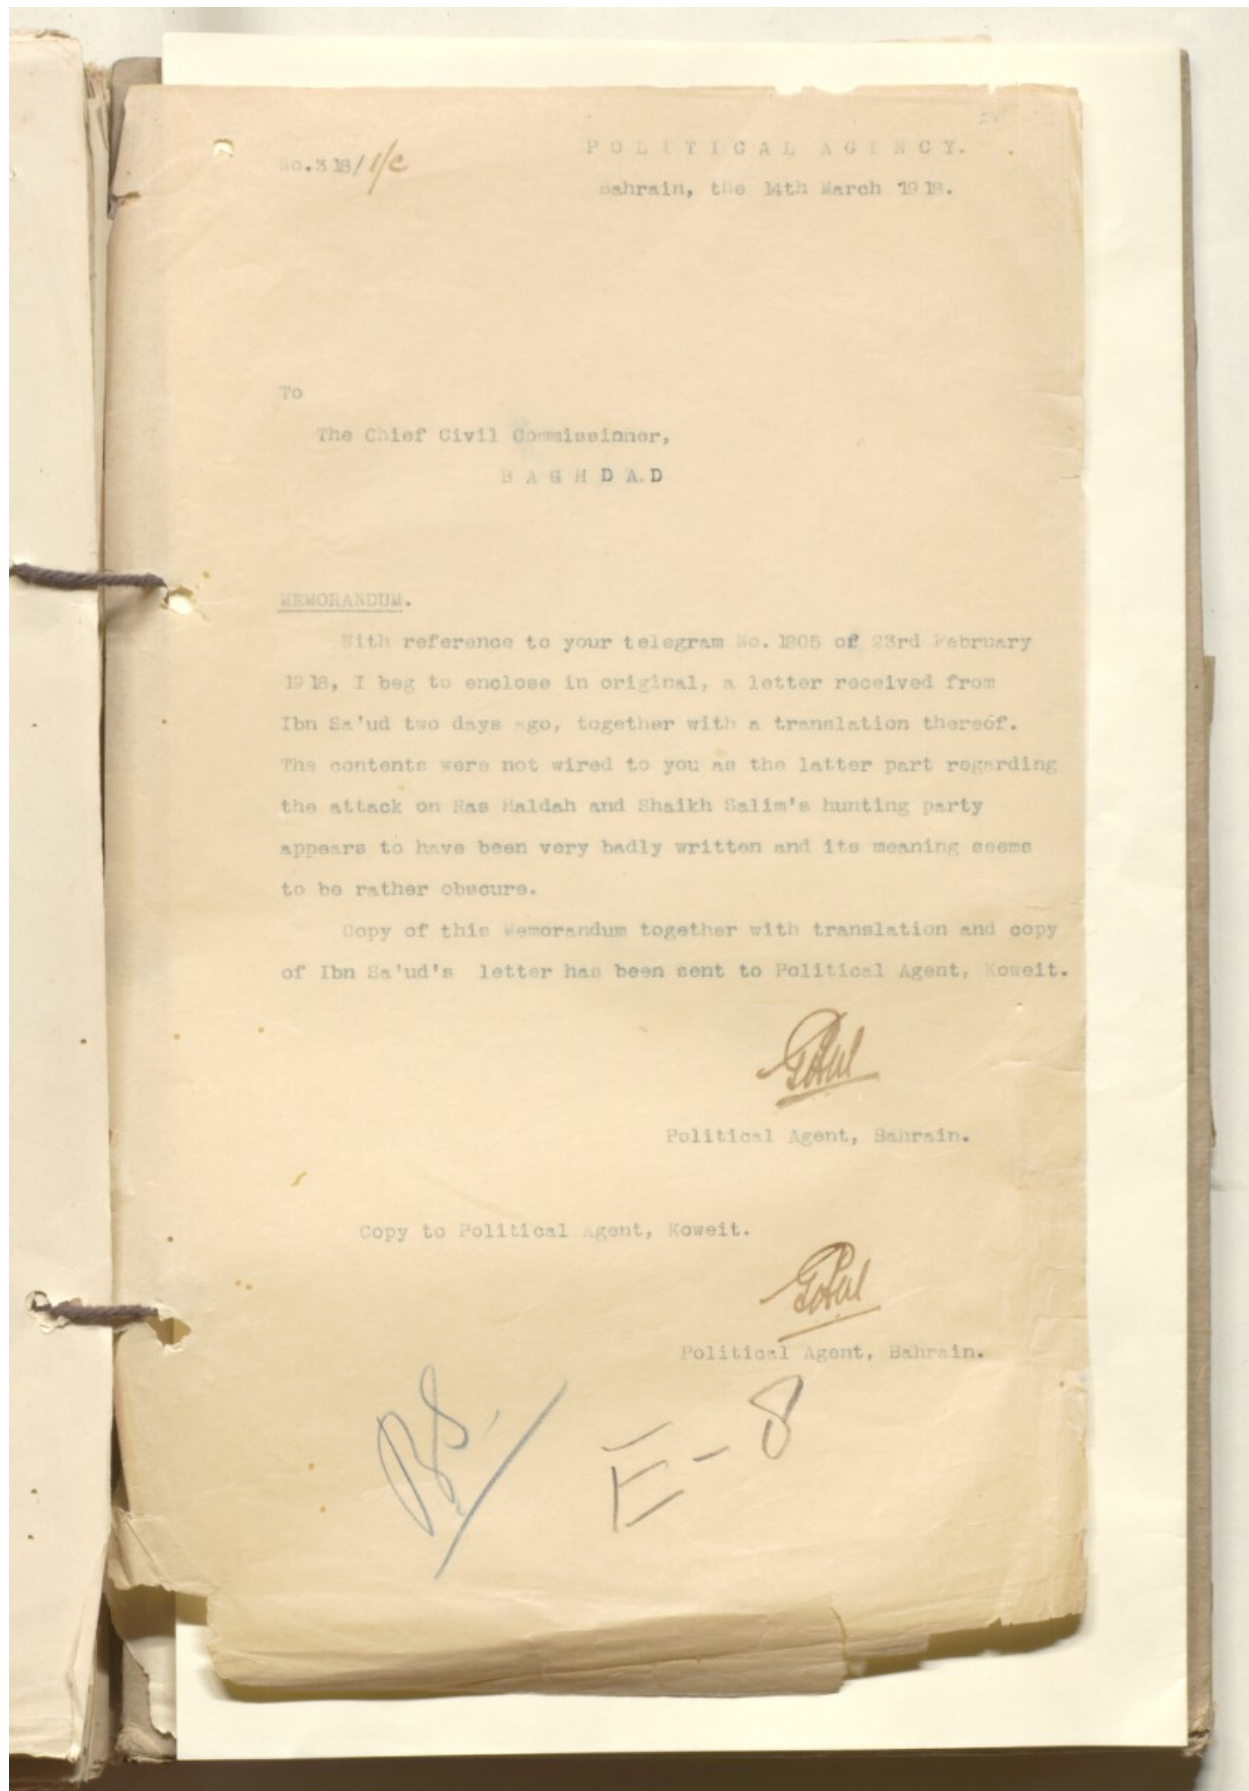 No.318/1/C
POLITICAL AGENCY.
Bahrain, the 14th March 1918.
To
The Chief Civil Commissioner,
BAGHDAD
MEMORANDUM.
With reference to your telegram No. 1805 of 23rd February
1918, I beg to enclose in original, a letter received from
Ibn Sa'ud two days ago, together with a translation thereof.
The contents were not wired to you as the latter part regarding
the attack on Ras Haldah and Shaikh Salim's hunting party
appears to have been very badly written and its meaning seems
to be rather obscure.
Copy of this Memorandum together with translation and copy
of Ibn Sa'ud's letter has been sent to Political Agent, Koweit.
Political Agent, Bahrain.
Copy to Political Agent, Koweit.
Political Agent, Bahrain.
E-8